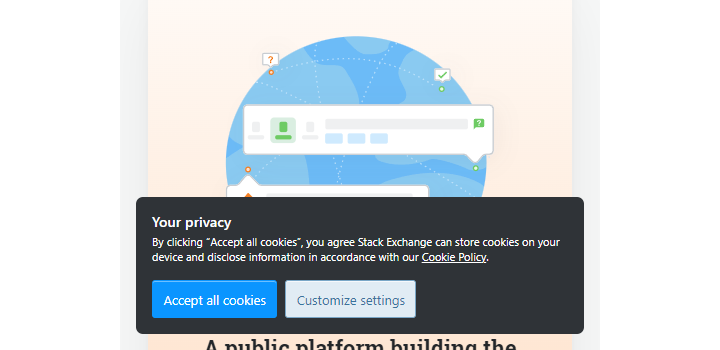 ?
?
Your privacy
By clicking “Accept all cookies”, you agree Stack Exchange can store cookies on your
device and disclose information in accordance with our Cookie Policy.
Accept all cookies
Customize settings
A public platform building the